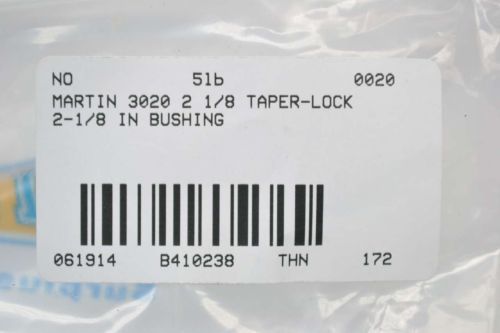 NO 51b 0020
MARTIN 3020 2 1/8 TAPER-LOCK
2-1/8 IN BUSHING
061914 B410238 THN 172